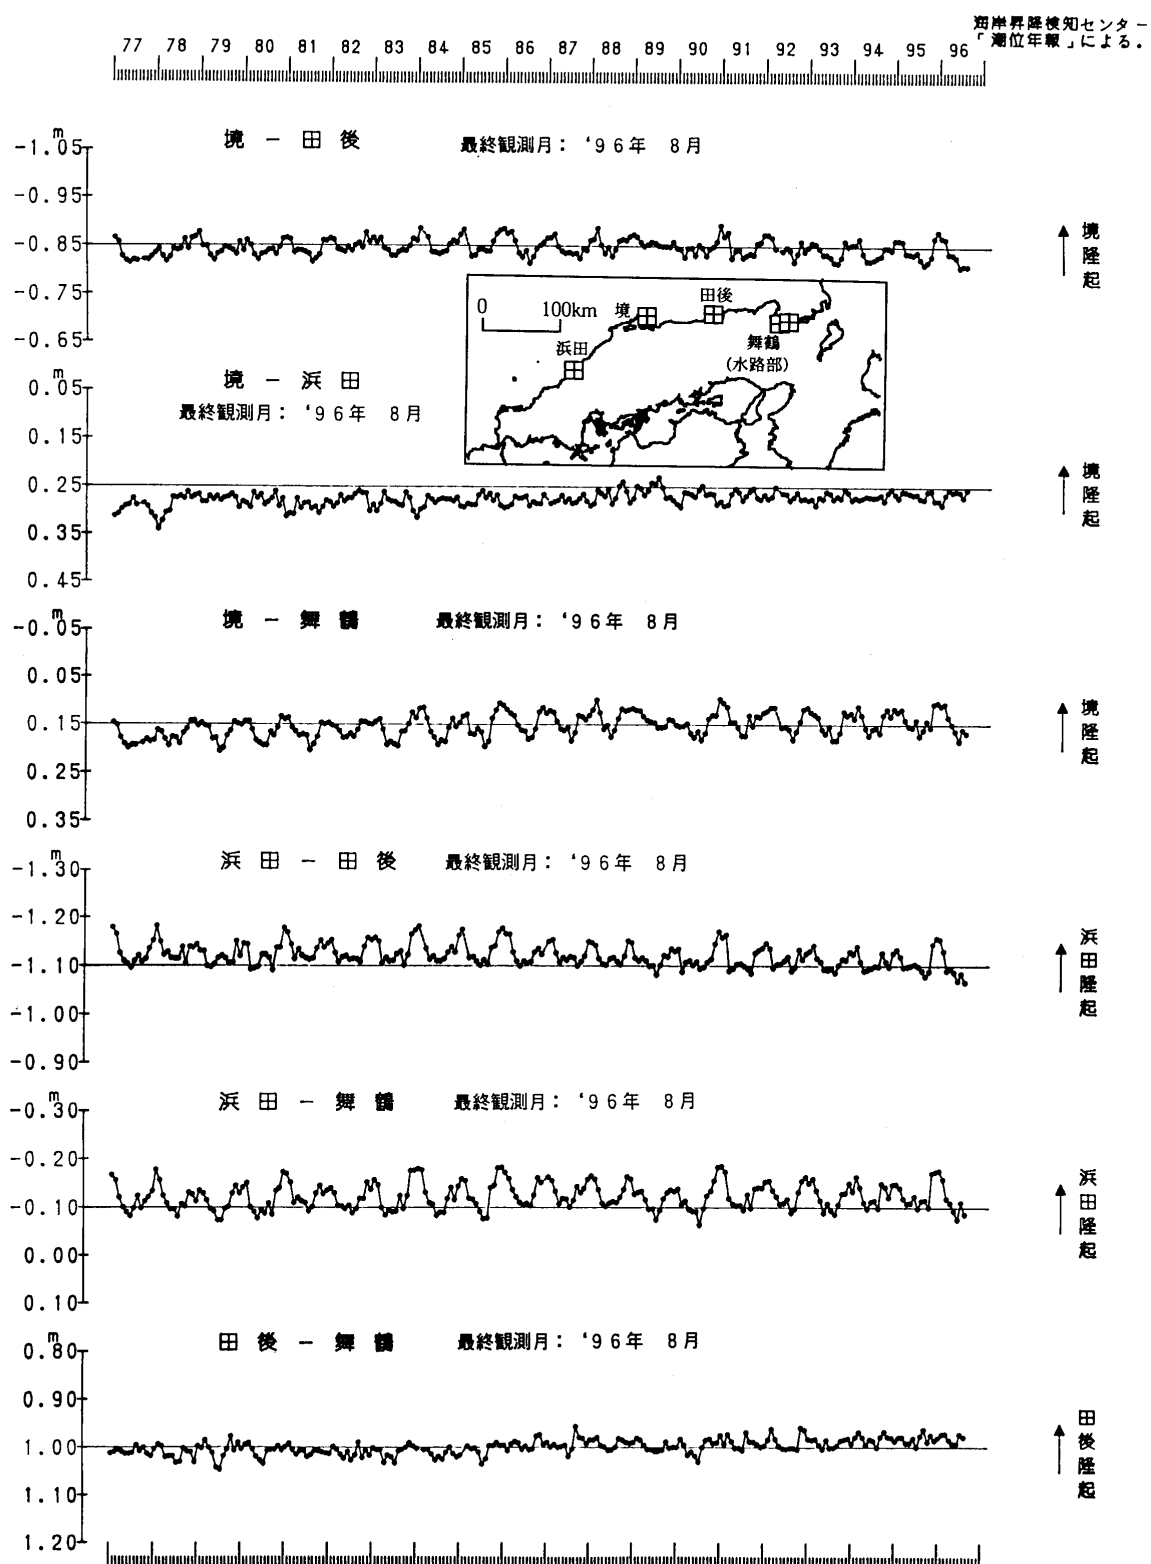 海岸昇降検知センター
「潮位年報」による.
77 78 79 80 81 82 83 84 85 86 87 88 89 90 91 92 93 94 95 96
m
境 - 田後 最終観測月: '96年 8月
-1.05
-0.95
-0.85
-0.75
-0.65
境隆起
0 100km
境
田後
浜田
舞鶴
(水路部)
m
境 - 浜田
最終観測月: '96年 8月
0.05
0.15
0.25
0.35
0.45
境隆起
m
境 - 舞鶴 最終観測月: '96年 8月
-0.05
0.05
0.15
0.25
0.35
境隆起
m
浜田 - 田後 最終観測月: '96年 8月
-1.30
-1.20
-1.10
-1.00
-0.90
浜田隆起
m
浜田 - 舞鶴 最終観測月: '96年 8月
-0.30
-0.20
-0.10
0.00
0.10
浜田隆起
m
田後 - 舞鶴 最終観測月: '96年 8月
0.80
0.90
1.00
1.10
1.20
田後隆起